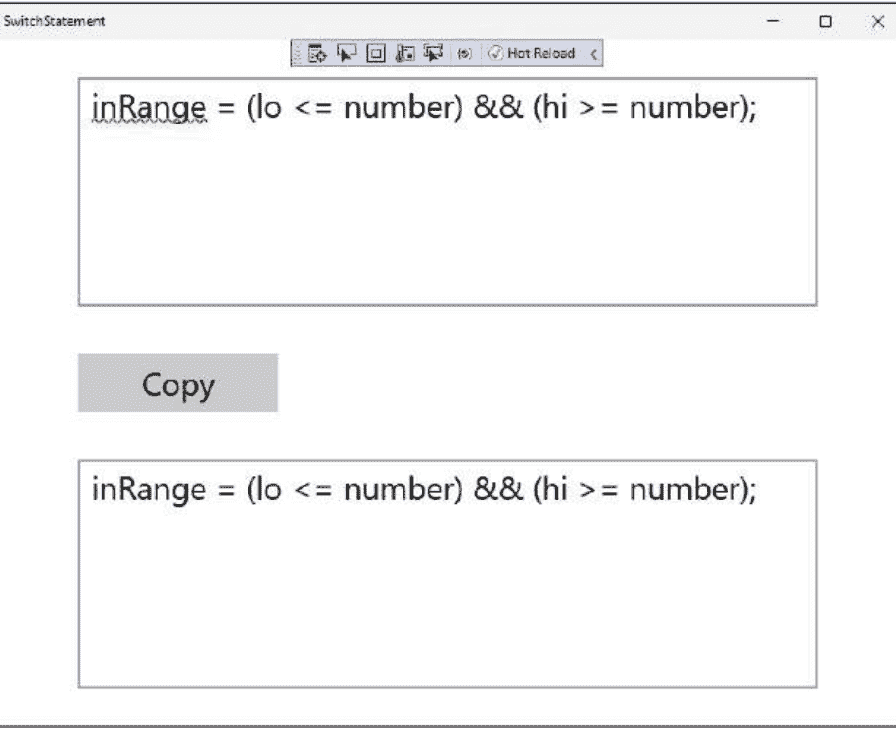 SwitchStatement
Hot Reload
inRange = (lo <= number) && (hi >= number);
Copy
inRange = (lo <= number) && (hi >= number);